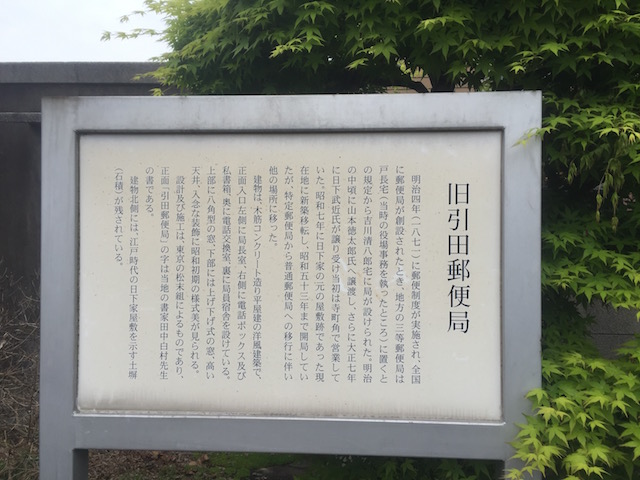 旧引田郵便局
明治四年(一八七一)に郵便制度が実施され、全国
に郵便局が創設されたとき、地方の三等郵便局は
戸長宅(当時の役場事務を執ったところ)に置くと
の規定から吉川清八郎宅に局が設けられた。明治
の中頃に山本徳太郎氏へ譲渡し、さらに大正七年
に日下武近氏が譲り受け当初は寺町角で営業して
いた。昭和七年に日下家の元の屋敷跡であった現
在地に新築移転し、昭和五十三年まで開局してい
たが、特定郵便局から普通郵便局への移行に伴い
他の場所に移った。
建物は、木筋コンクリート造り平屋建の洋風建築で、
正面入口左側に局長室、右側に電話ボックス及び
私書箱、奥に電話交換室、裏に局員宿舎を設けている。
上部に八角形の窓、下部には上げ下げ式の窓、高い
天井、入念な装飾に昭和初期の様式美が見られる。
設計及び施工は、東京の松末組によるものであり、
正面「引田郵便局」の字は当地の書家田中白村先生
の書である。
建物北側には、江戸時代の日下家屋敷を示す土塀
(石積)が残されている。